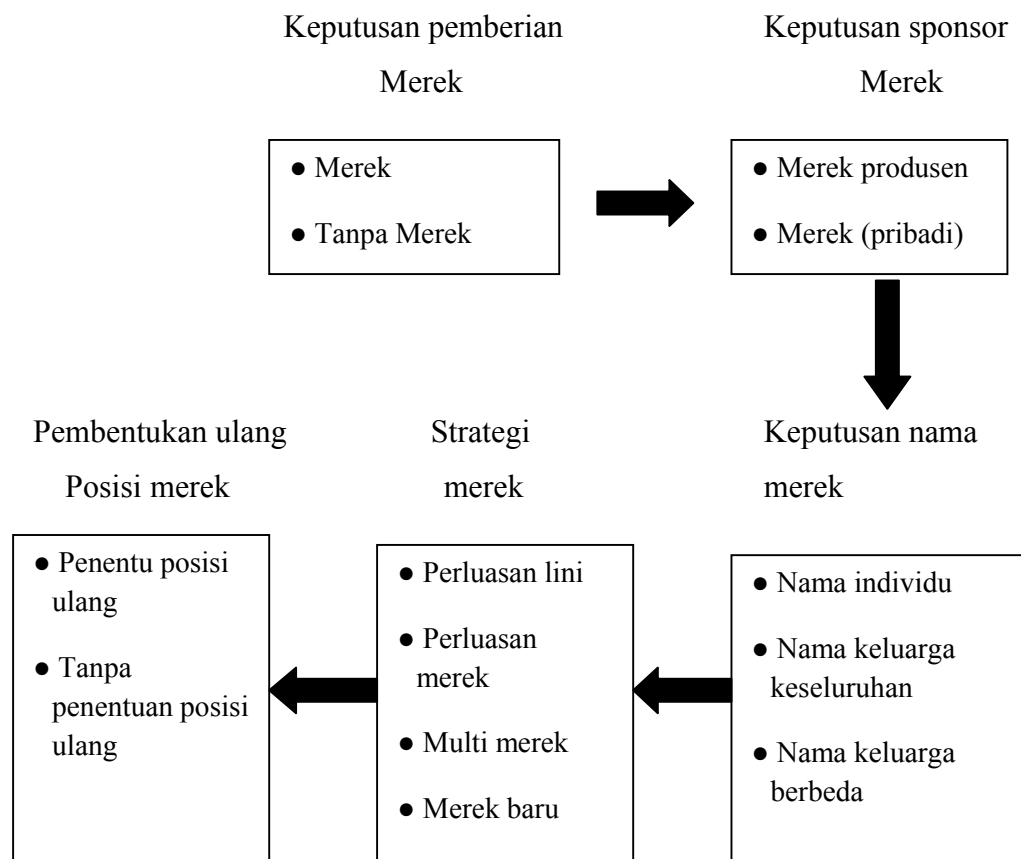 Keputusan pemberian
Merek
● Merek
● Tanpa Merek
Keputusan sponsor
Merek
● Merek produsen
● Merek (pribadi)
Keputusan nama
merek
● Nama individu
● Nama keluarga
keseluruhan
● Nama keluarga
berbeda
Strategi
merek
● Perluasan lini
● Perluasan
merek
● Multi merek
● Merek baru
Pembentukan ulang
Posisi merek
● Penentu posisi
ulang
● Tanpa
penentuan posisi
ulang